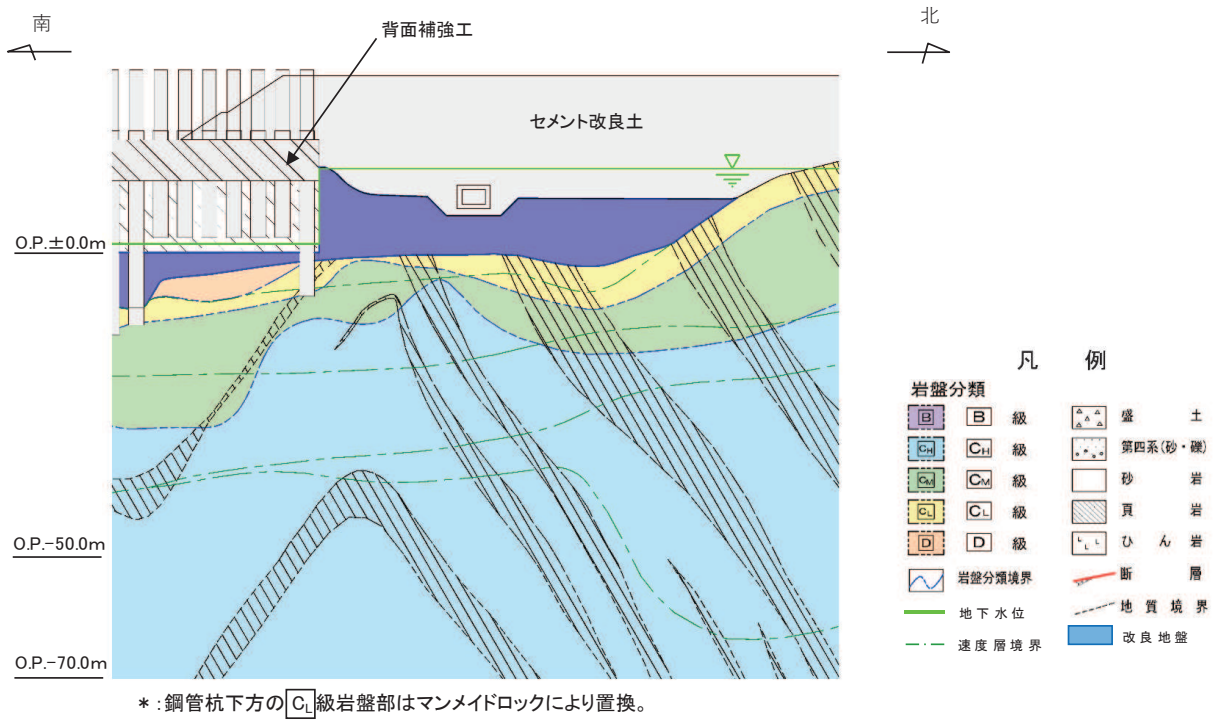 南
北
背面補強工
セメント改良土
O.P.±0.0m
O.P.-50.0m
O.P.-70.0m
*:鋼管杭下方のCL級岩盤部はマンメイドロックにより置換。
凡 例
岩盤分類
B B 級
CH CH 級
CM CM 級
CL CL 級
D D 級
岩盤分類境界
地下水位
速度層境界
盛 土
第四系(砂・礫)
砂 岩
頁 岩
ひん岩
断 層
地質境界
改良地盤